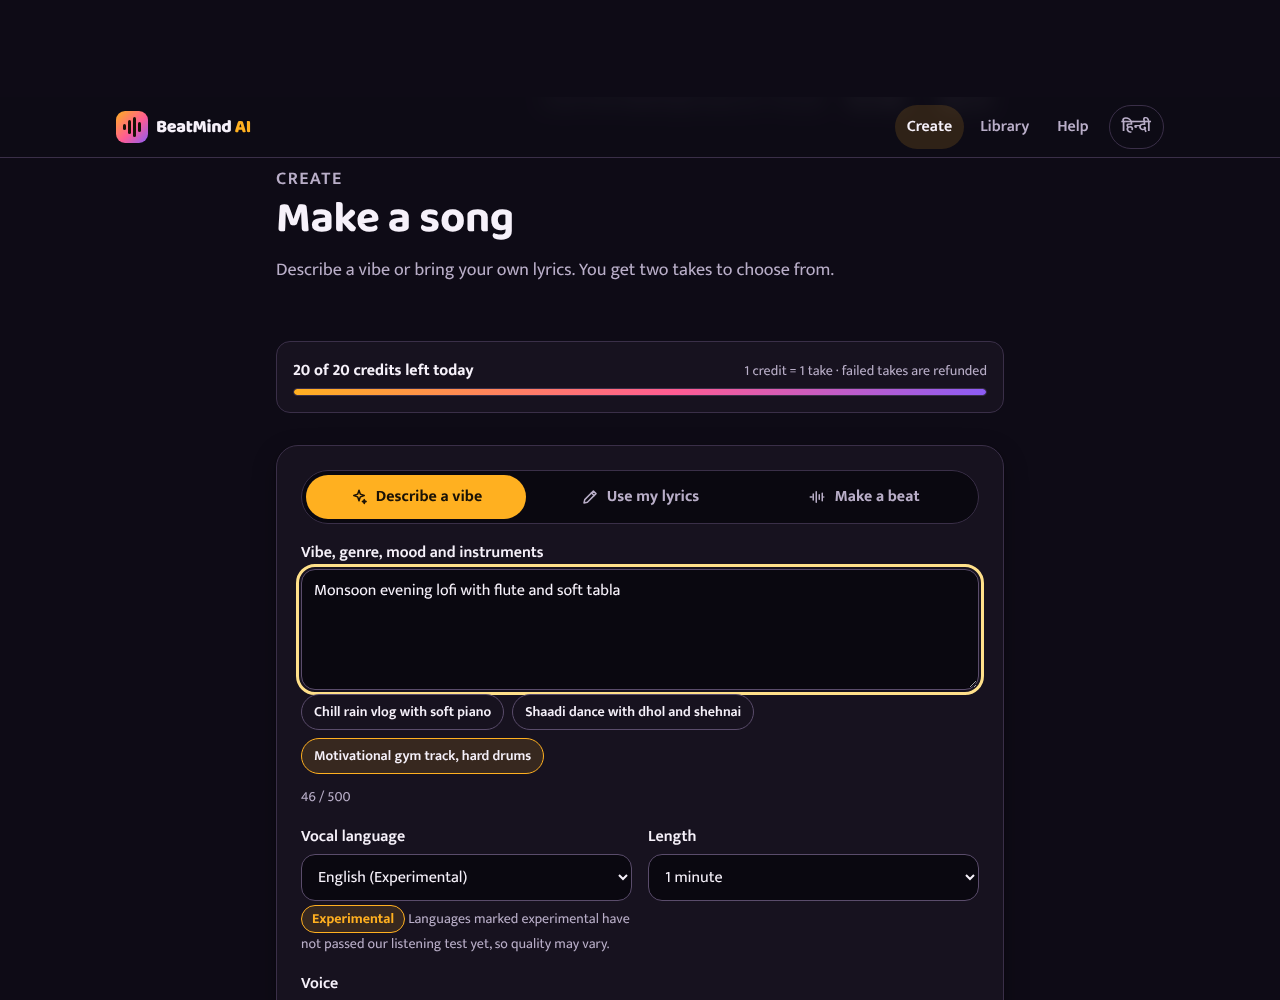 BeatMind AI
Create
Library
Help
हिन्दी
CREATE
Make a song
Describe a vibe or bring your own lyrics. You get two takes to choose from.
20 of 20 credits left today
1 credit = 1 take · failed takes are refunded
Describe a vibe
Use my lyrics
Make a beat
Vibe, genre, mood and instruments
Monsoon evening lofi with flute and soft tabla
Chill rain vlog with soft piano
Shaadi dance with dhol and shehnai
Motivational gym track, hard drums
46 / 500
Vocal language
Length
English (Experimental)
1 minute
Experimental Languages marked experimental have
not passed our listening test yet, so quality may vary.
Voice